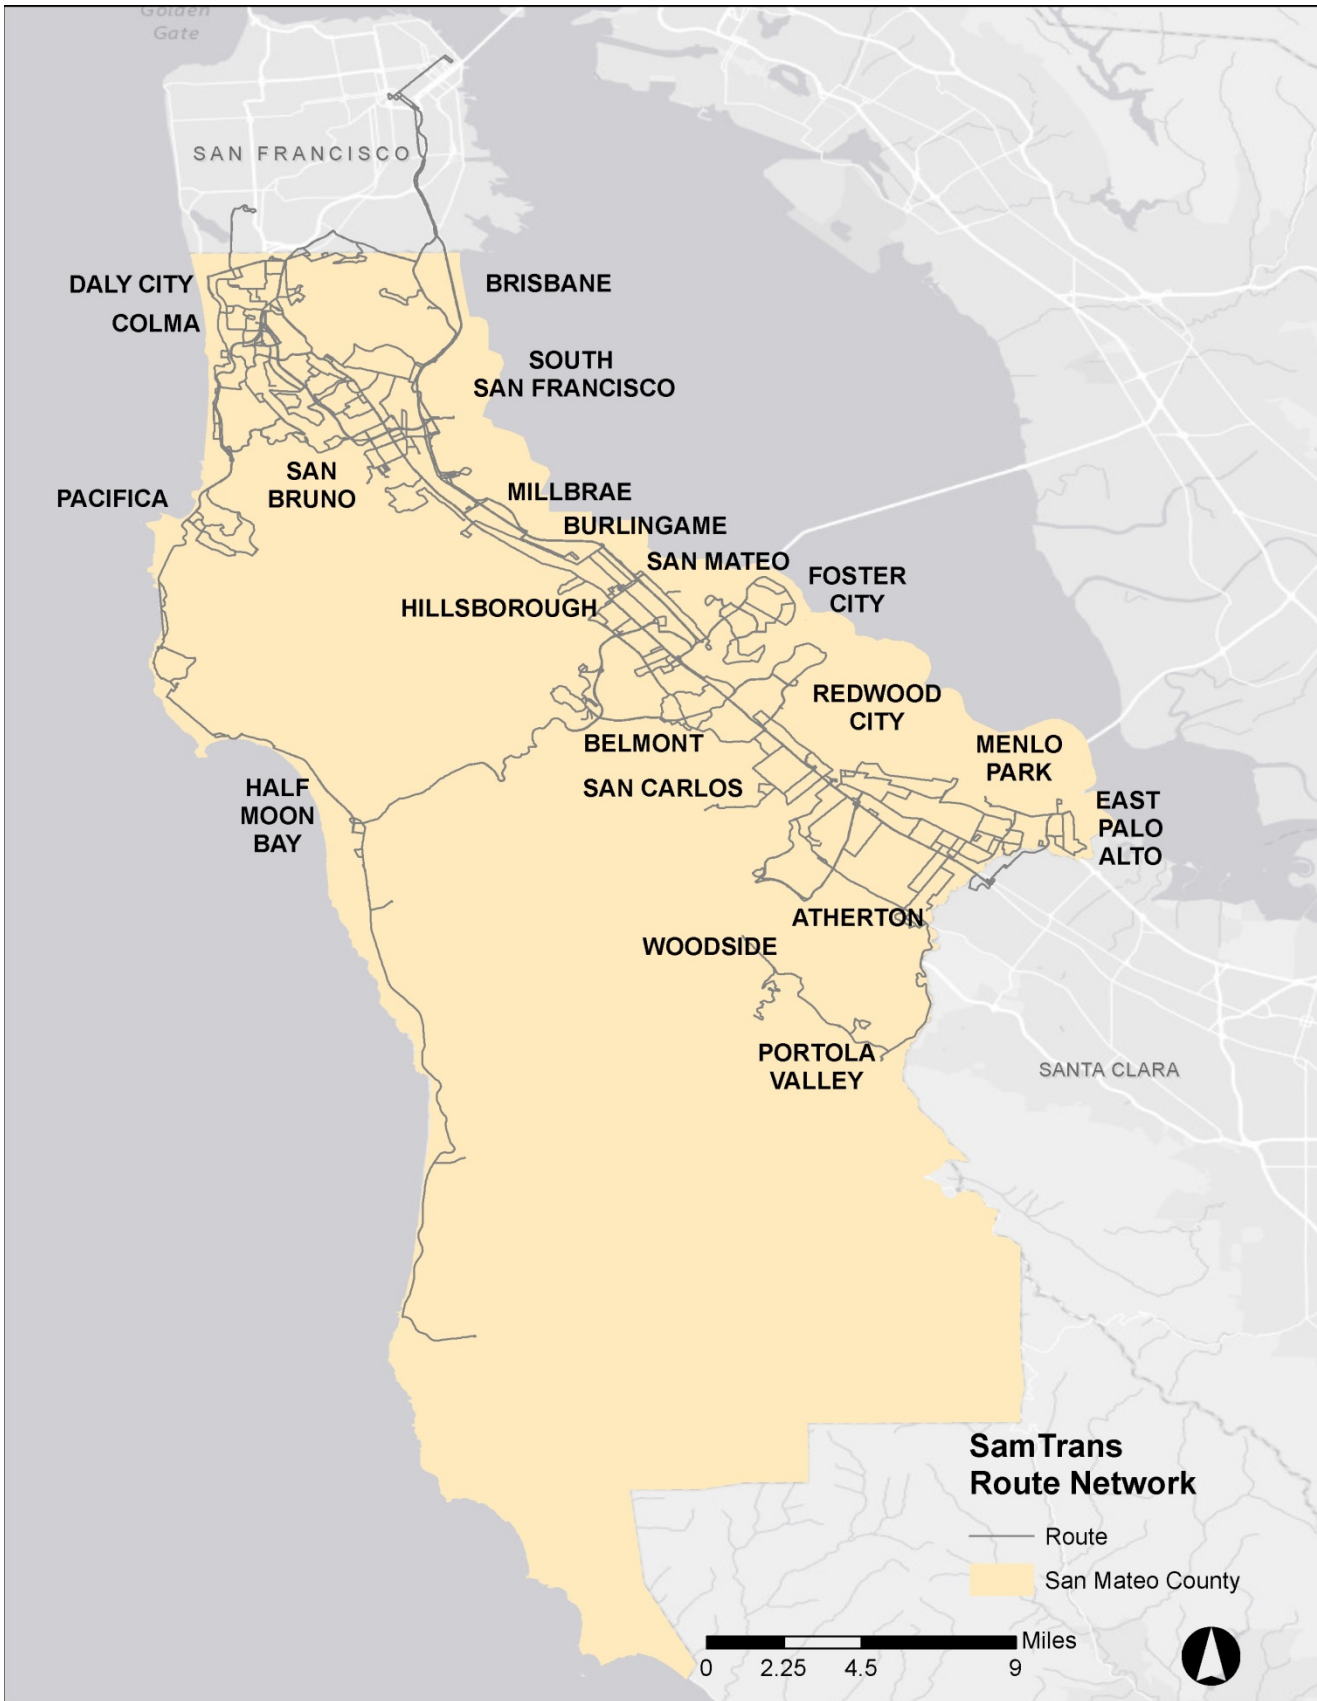 Golden
Gate
SAN FRANCISCO
DALY CITY
BRISBANE
COLMA
SOUTH
SAN FRANCISCO
SAN
BRUNO
PACIFICA
MILLBRAE
BURLINGAME
SAN MATEO
FOSTER
CITY
HILLSBOROUGH
REDWOOD
CITY
BELMONT
MENLO
PARK
SAN CARLOS
HALF
MOON
BAY
EAST
PALO
ALTO
ATHERTON
WOODSIDE
PORTOLA
VALLEY
SANTA CLARA
SamTrans
Route Network
Route
San Mateo County
Miles
0 2.25 4.5 9